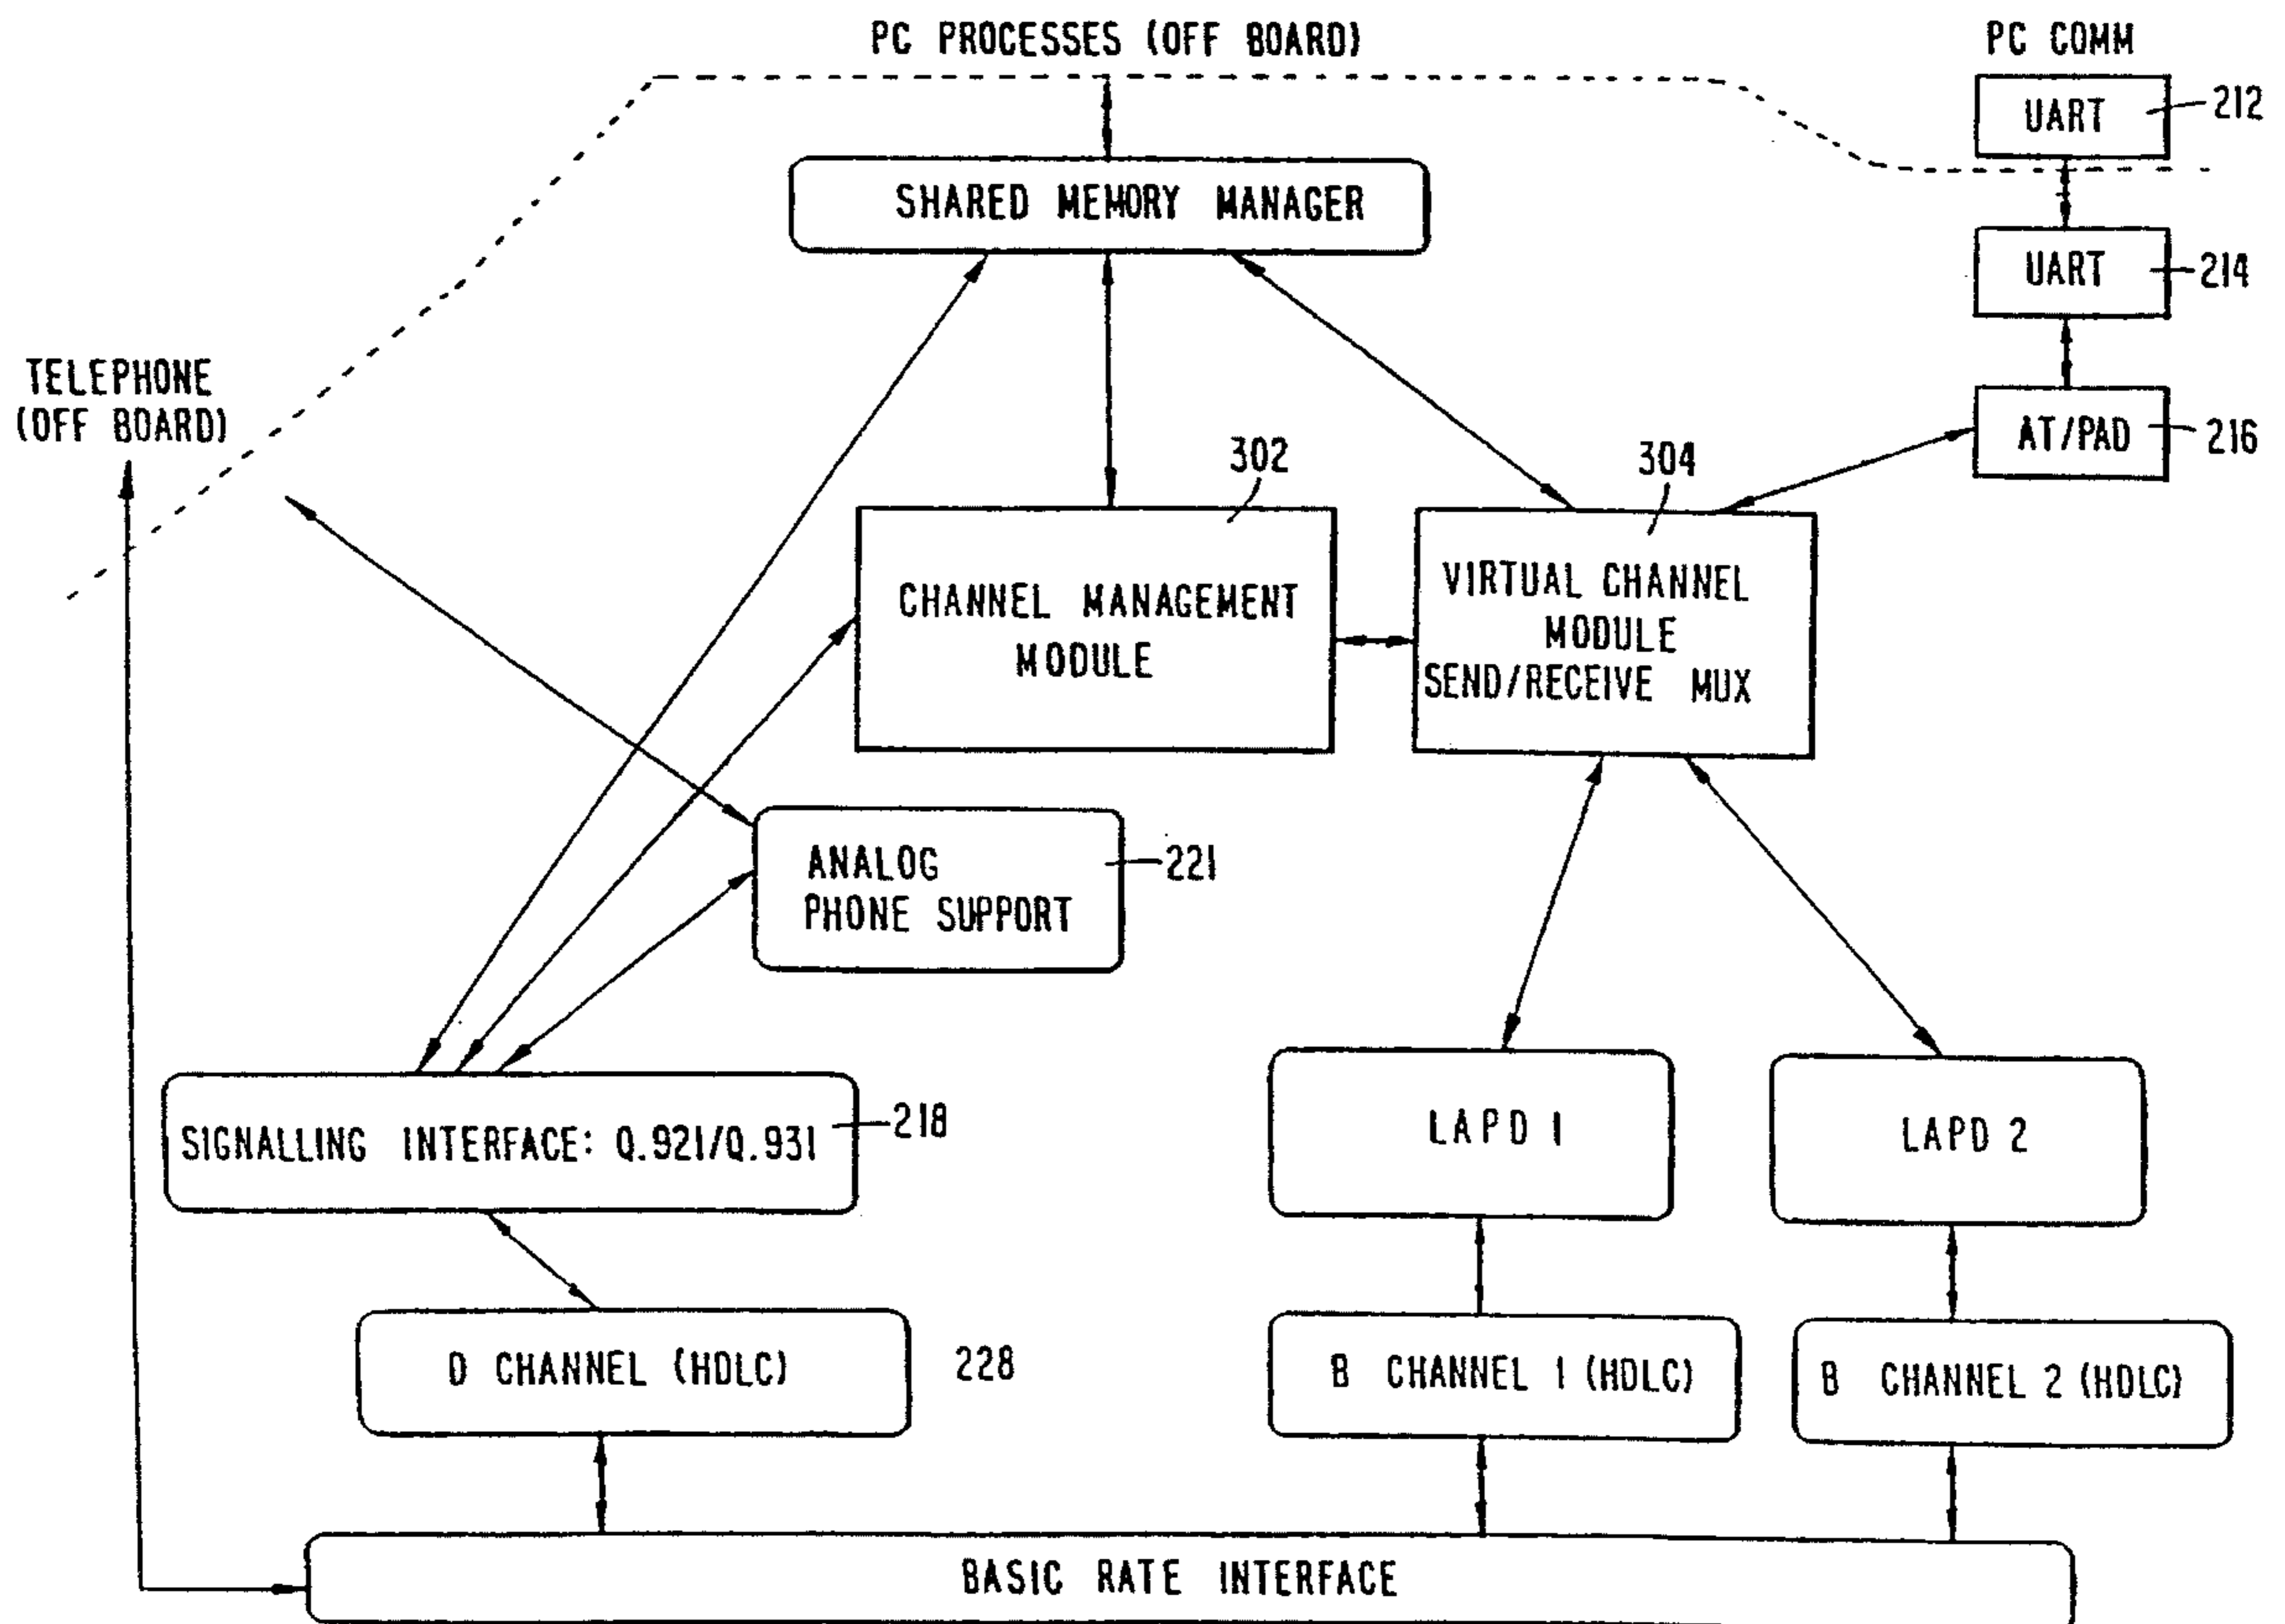 PC PROCESSES (OFF BOARD)
PC COMM
UART
212
SHARED MEMORY MANAGER
UART
214
TELEPHONE
(OFF BOARD)
AT/PAD
216
302
304
CHANNEL MANAGEMENT
MODULE
VIRTUAL CHANNEL
MODULE
SEND/RECEIVE MUX
ANALOG
PHONE SUPPORT
221
SIGNALLING INTERFACE: Q.921/Q.931
218
LAPD 1
LAPD 2
D CHANNEL (HDLC)
228
B CHANNEL 1 (HDLC)
B CHANNEL 2 (HDLC)
BASIC RATE INTERFACE